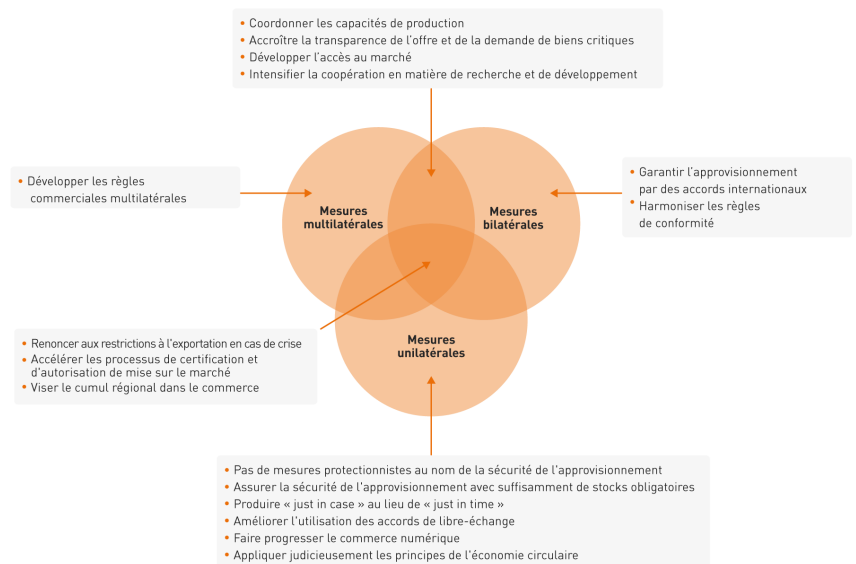 • Coordonner les capacités de production
• Accroître la transparence de l'offre et de la demande de biens critiques
• Développer l'accès au marché
• Intensifier la coopération en matière de recherche et de développement
• Développer les règles
commerciales multilatérales
Mesures
multilatérales
Mesures
bilatérales
• Garantir l'approvisionnement
par des accords internationaux
• Harmoniser les règles
de conformité
• Renoncer aux restrictions à l'exportation en cas de crise
• Accélérer les processus de certification et
d'autorisation de mise sur le marché
• Viser le cumul régional dans le commerce
Mesures
unilatérales
• Pas de mesures protectionnistes au nom de la sécurité de l'approvisionnement
• Assurer la sécurité de l'approvisionnement avec suffisamment de stocks obligatoires
• Produire « just in case » au lieu de « just in time »
• Améliorer l'utilisation des accords de libre-échange
• Faire progresser le commerce numérique
• Appliquer judicieusement les principes de l'économie circulaire